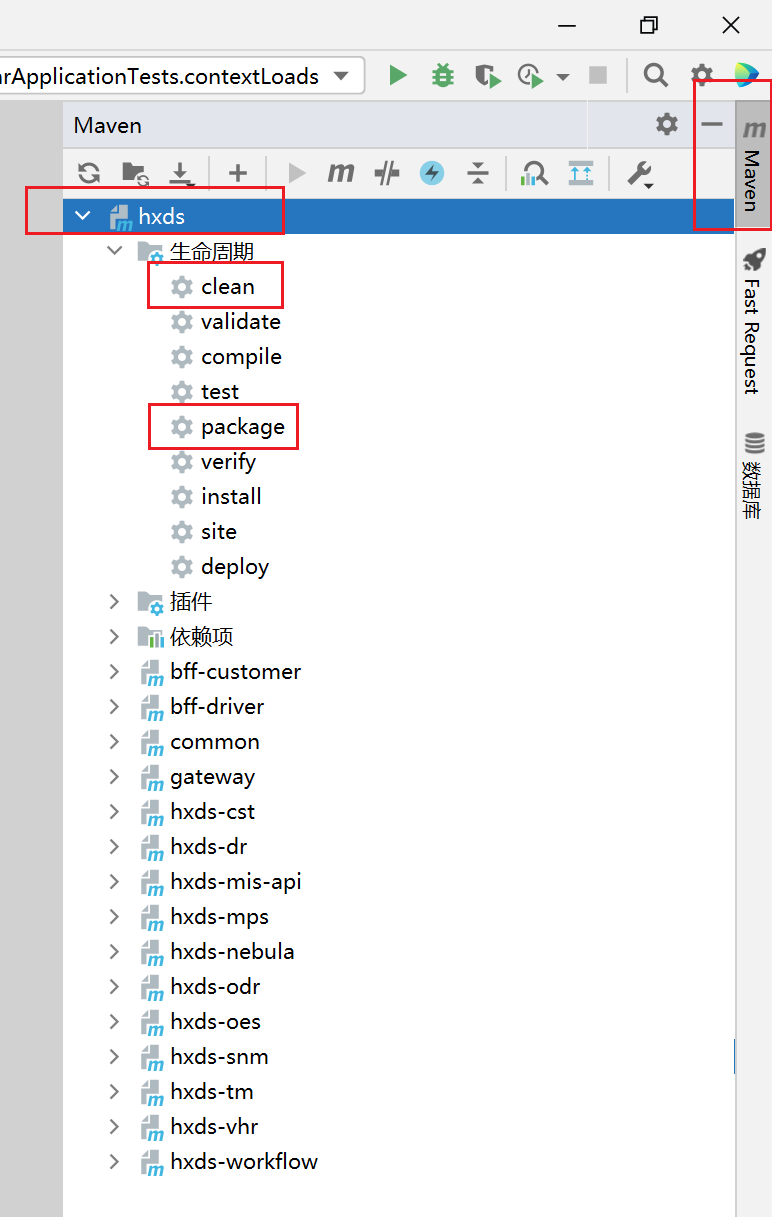 arApplicationTests.contextLoads
Maven
m
m
Maven
hxds
生命周期
clean
validate
compile
test
package
verify
install
site
deploy
插件
依赖项
bff-customer
bff-driver
common
gateway
hxds-cst
hxds-dr
hxds-mis-api
hxds-mps
hxds-nebula
hxds-odr
hxds-oes
hxds-snm
hxds-tm
hxds-vhr
hxds-workflow
Fast Request
数据库